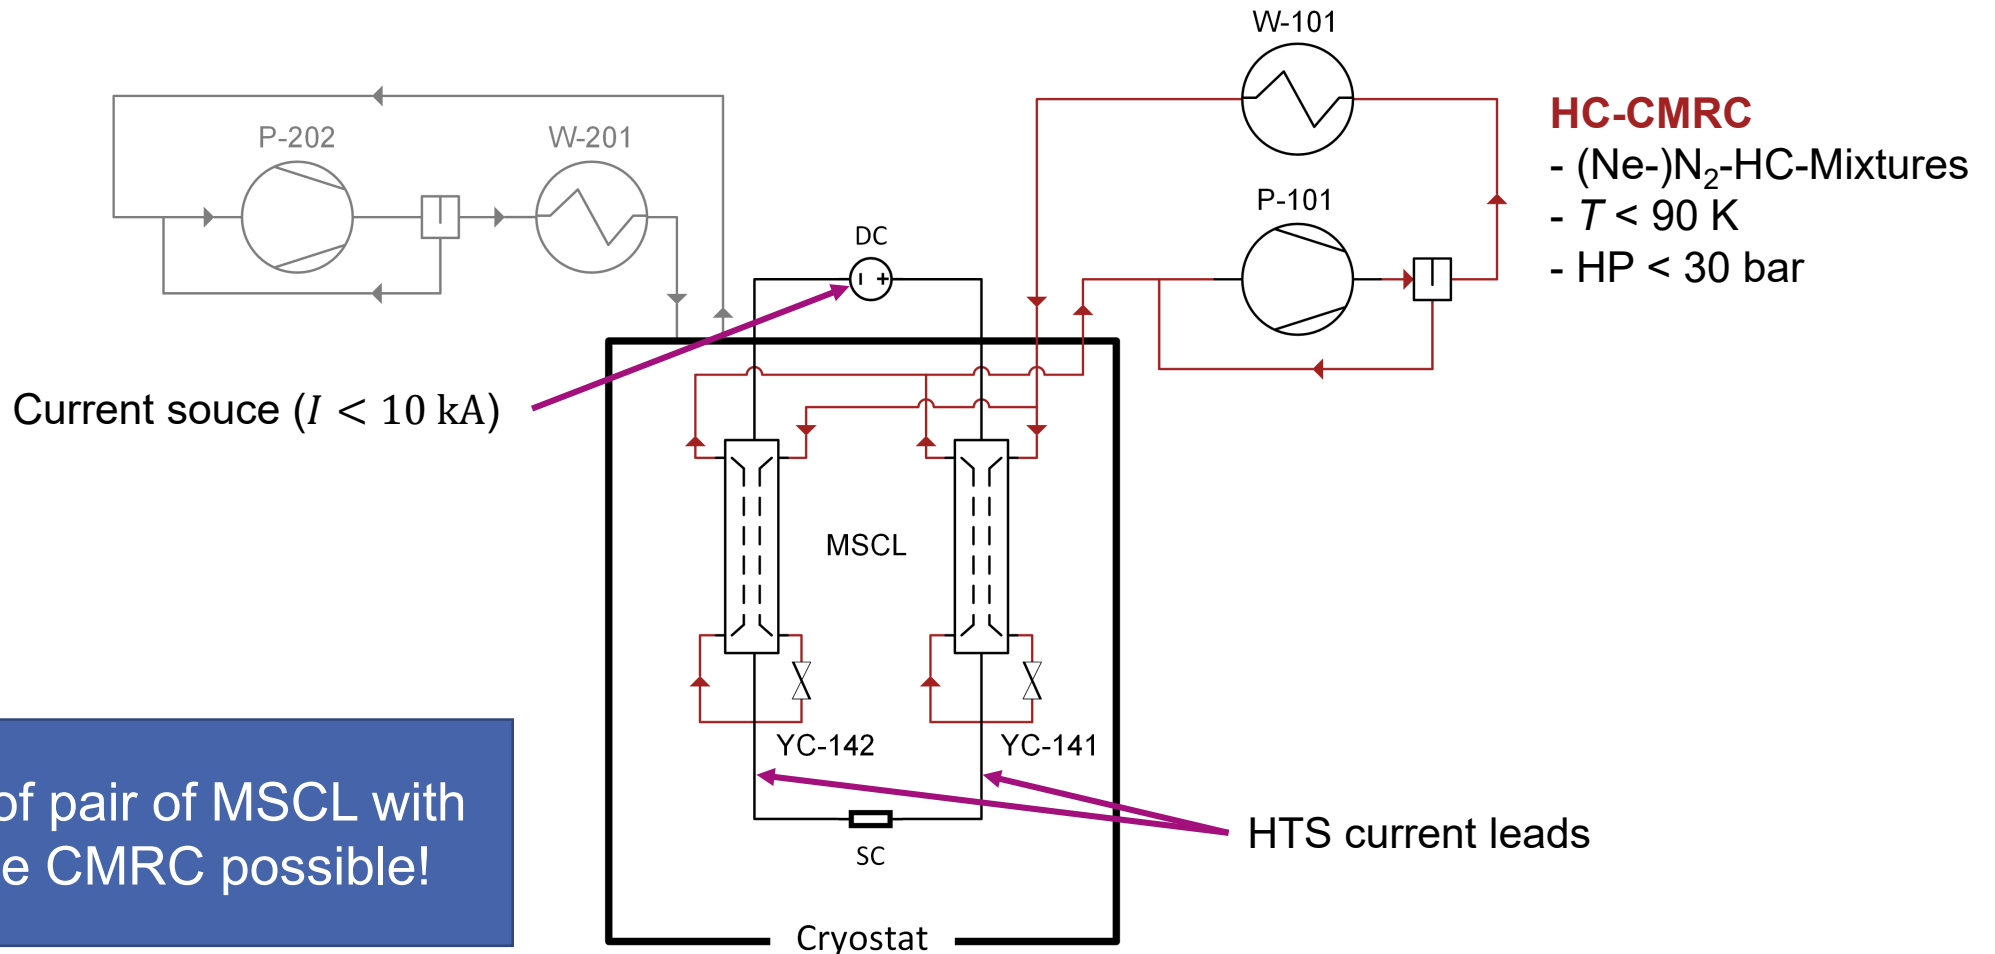 W-101
HC-CMRC
- (Ne-)N₂-HC-Mixtures
- T < 90 K
- HP < 30 bar
P-202
W-201
P-101
DC
Current souce (I < 10 kA)
MSCL
YC-142
YC-141
of pair of MSCL with
e CMRC possible!
HTS current leads
SC
Cryostat